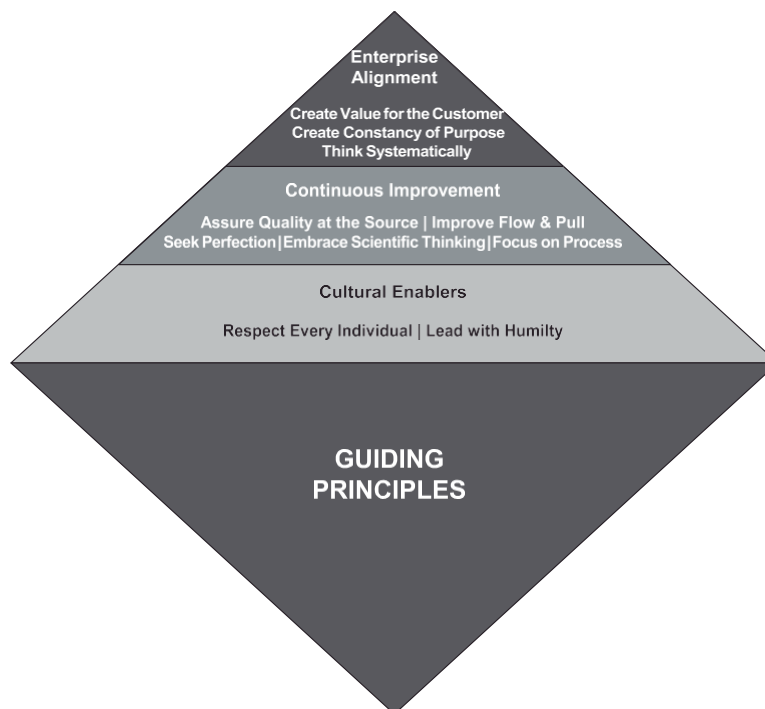 Enterprise
Alignment
Create Value for the Customer
Create Constancy of Purpose
Think Systematically
Continuous Improvement
Assure Quality at the Source | Improve Flow & Pull
Seek Perfection|Embrace Scientific Thinking|Focus on Process
Cultural Enablers
Respect Every Individual | Lead with Humilty
GUIDING
PRINCIPLES